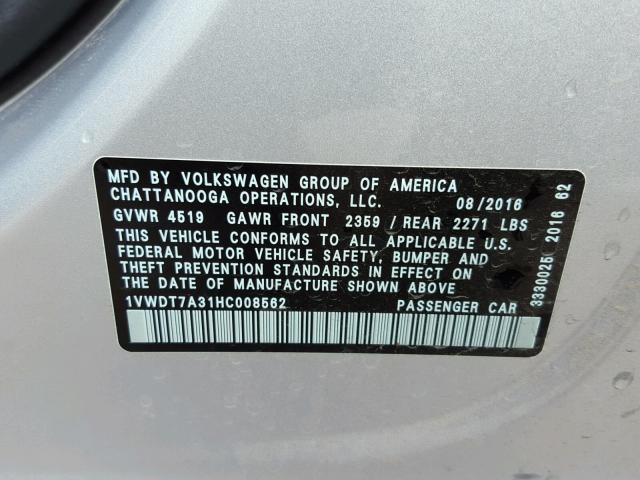 MFD BY VOLKSWAGEN GROUP OF AMERICA
CHATTANOOGA OPERATIONS, LLC. 08/2016
GVWR 4519 GAWR FRONT 2359 / REAR 2271 LBS
THIS VEHICLE CONFORMS TO ALL APPLICABLE U.S.
FEDERAL MOTOR VEHICLE SAFETY, BUMPER AND
THEFT PREVENTION STANDARDS IN EFFECT ON
THE DATE OF MANUFACTURE SHOWN ABOVE
1VWDT7A31HC008562 PASSENGER CAR
3330025 2016 62